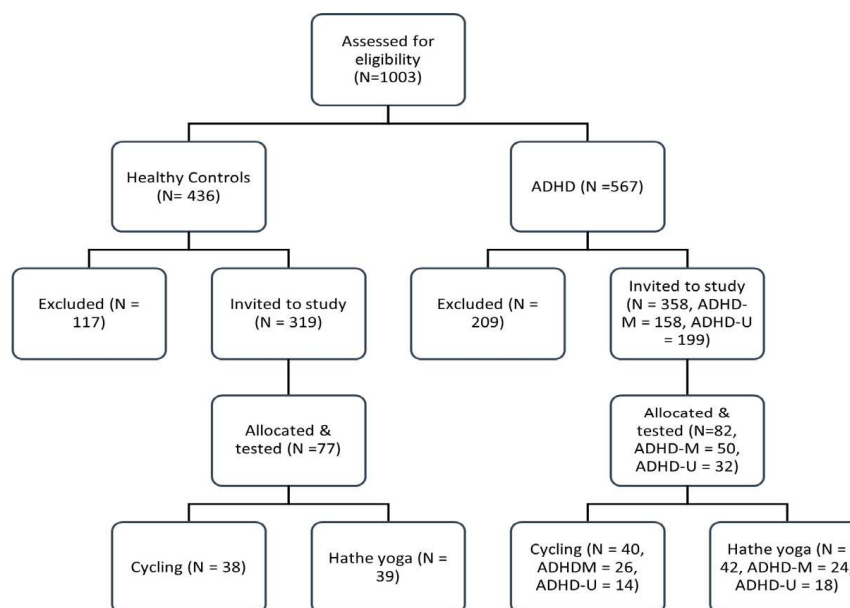 Assessed for
eligibility
(N=1003)
Healthy Controls
(N= 436)
ADHD (N =567)
Excluded (N =
117)
Invited to study
(N = 319)
Excluded (N =
209)
Invited to study
(N = 358, ADHD-
M = 158, ADHD-U
= 199)
Allocated &
tested (N =77)
Allocated &
tested (N=82,
ADHD-M = 50,
ADHD-U = 32)
Cycling (N = 38)
Hathe yoga (N =
39)
Cycling (N = 40,
ADHDM = 26,
ADHD-U = 14)
Hathe yoga (N =
42, ADHD-M = 24,
ADHD-U = 18)